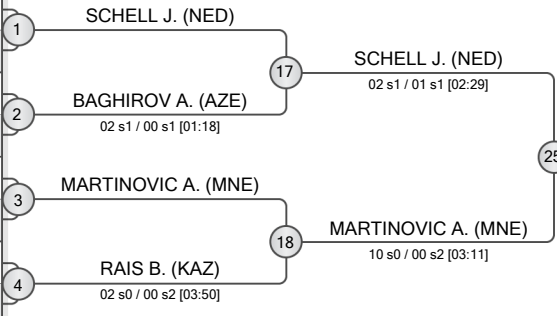 SCHELL J. (NED)
1
17
SCHELL J. (NED)
02 s1 / 01 s1 [02:29]
BAGHIROV A. (AZE)
2
02 s1 / 00 s1 [01:18]
25
MARTINOVIC A. (MNE)
3
18
MARTINOVIC A. (MNE)
10 s0 / 00 s2 [03:11]
RAIS B. (KAZ)
4
02 s0 / 00 s2 [03:50]